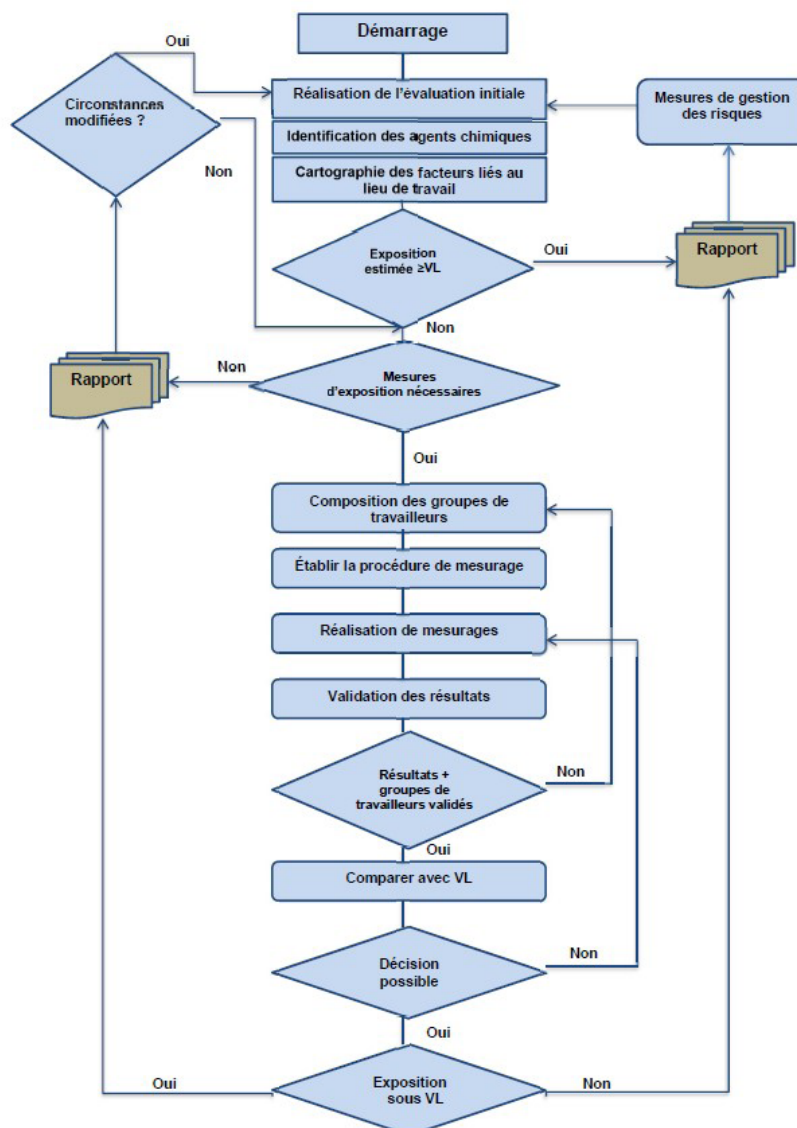 Démarrage
Oui
Réalisation de l'évaluation initiale
Mesures de gestion
des risques
Circonstances
modifiées ?
Identification des agents chimiques
Non
Cartographie des facteurs liés au
lieu de travail
Exposition
estimée ≥VL
Oui
Rapport
Non
Non
Rapport
Mesures
d'exposition nécessaires
Oui
Composition des groupes de
travailleurs
Établir la procédure de mesurage
Réalisation de mesurages
Validation des résultats
Résultats +
groupes de
travailleurs validés
Non
Oui
Comparer avec VL
Décision
possible
Non
Oui
Oui
Exposition
sous VL
Non